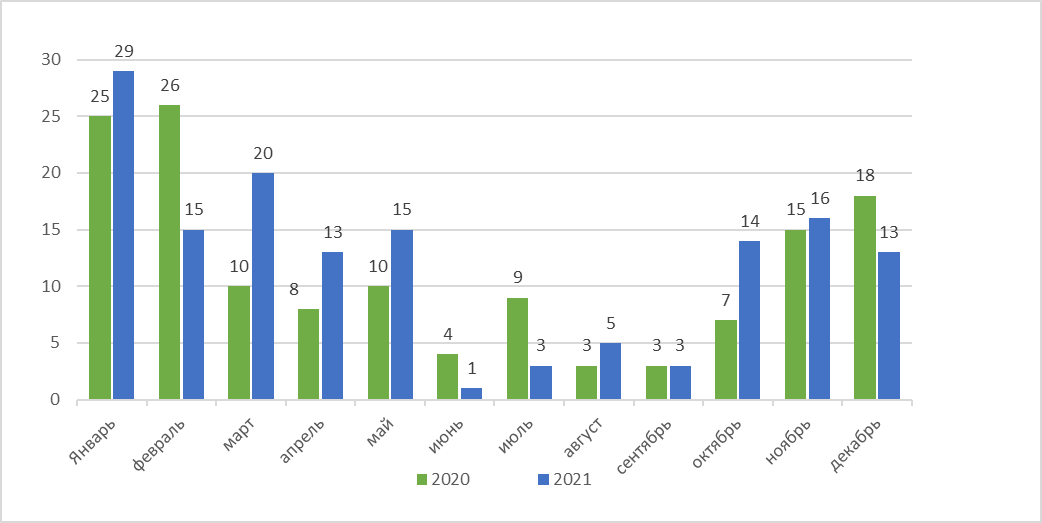 29
30
26
25
25
20
20
18
16
15
15
15
15
14
13
13
10
10
10
9
8
7
5
5
4
3
3
3
3
1
0
Январь
февраль
март
апрель
май
июнь
июль
август
сентябрь
октябрь
ноябрь
декабрь
2020
2021